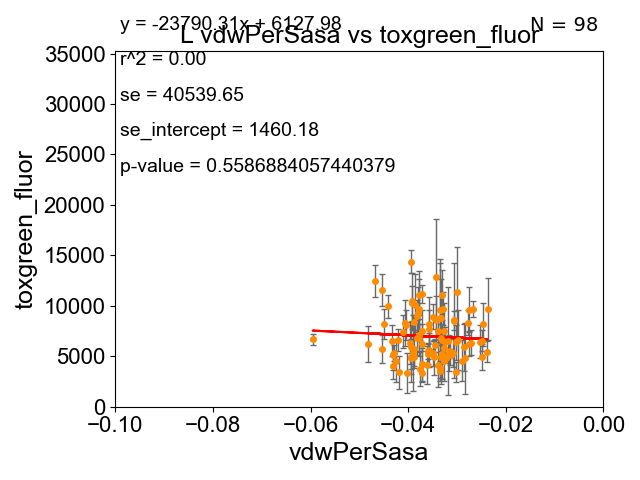 y = -23790.31x + 6127.98
N = 98
L vdwPerSasa vs toxgreen_fluor
r^2 = 0.00
se = 40539.65
se_intercept = 1460.18
p-value = 0.5586884057440379
toxgreen_fluor
35000
30000
25000
20000
15000
10000
5000
0
−0.10
−0.08
−0.06
−0.04
−0.02
0.00
vdwPerSasa